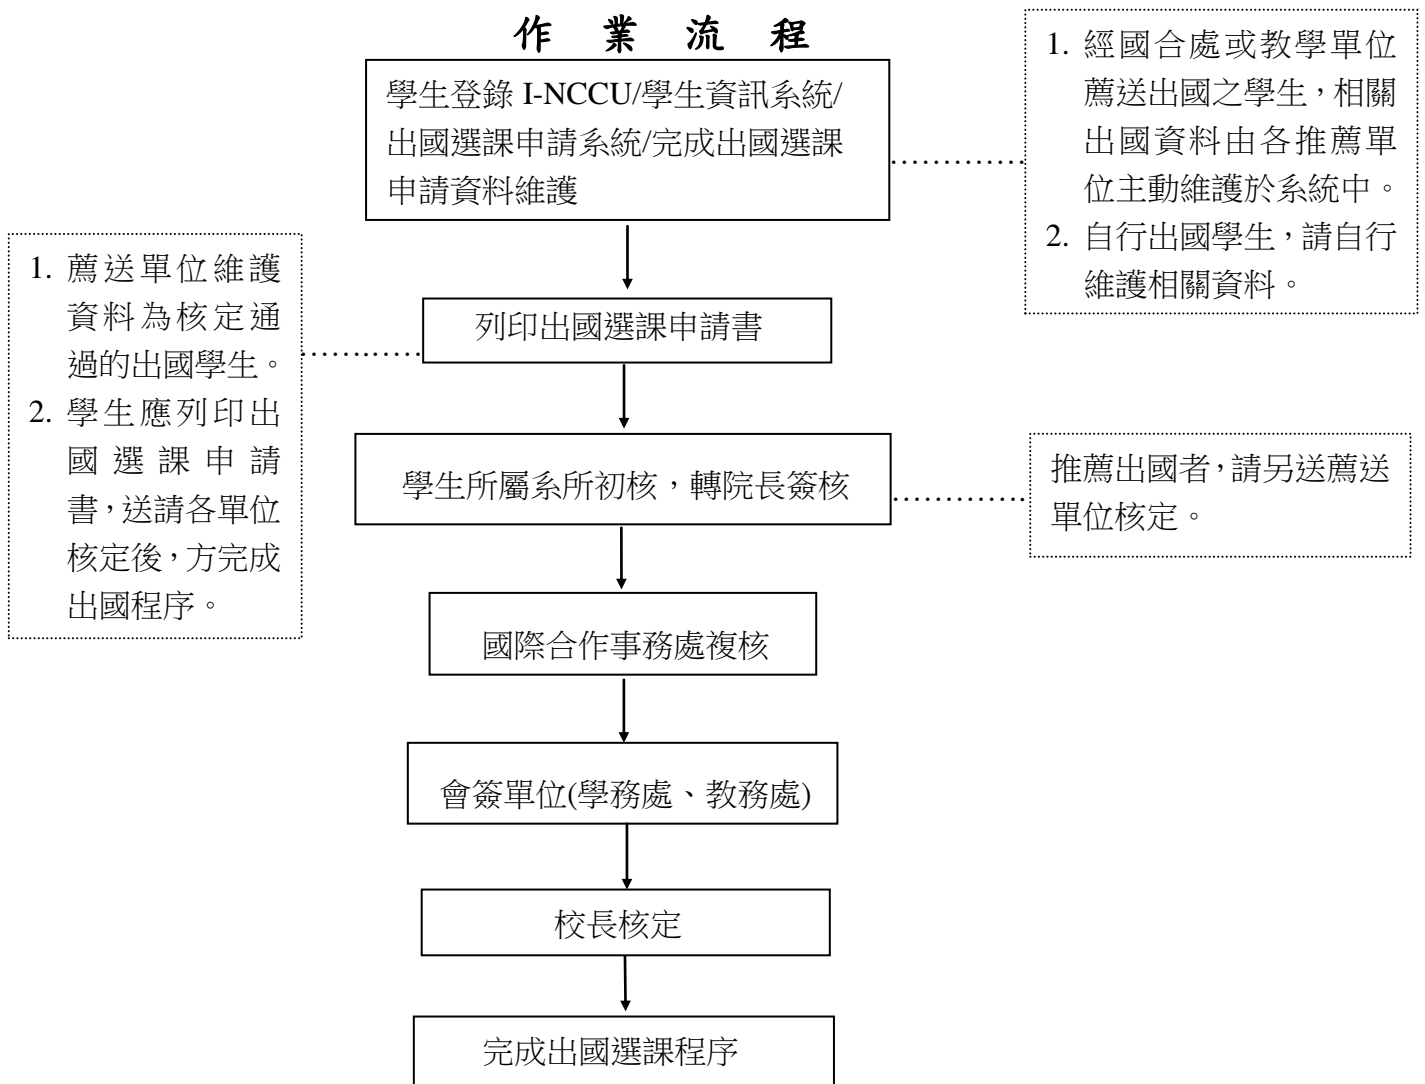 作業流程
學生登錄 I-NCCU/學生資訊系統/
出國選課申請系統/完成出國選課
申請資料維護
1. 經國合處或教學單位
薦送出國之學生,相關
出國資料由各推薦單
位主動維護於系統中。
2. 自行出國學生,請自行
維護相關資料。
1. 薦送單位維護
資料為核定通
過的出國學生。
2. 學生應列印出
國選課申請
書,送請各單位
核定後,方完成
出國程序。
列印出國選課申請書
學生所屬系所初核,轉院長簽核
推薦出國者,請另送薦送
單位核定。
國際合作事務處複核
會簽單位(學務處、教務處)
校長核定
完成出國選課程序